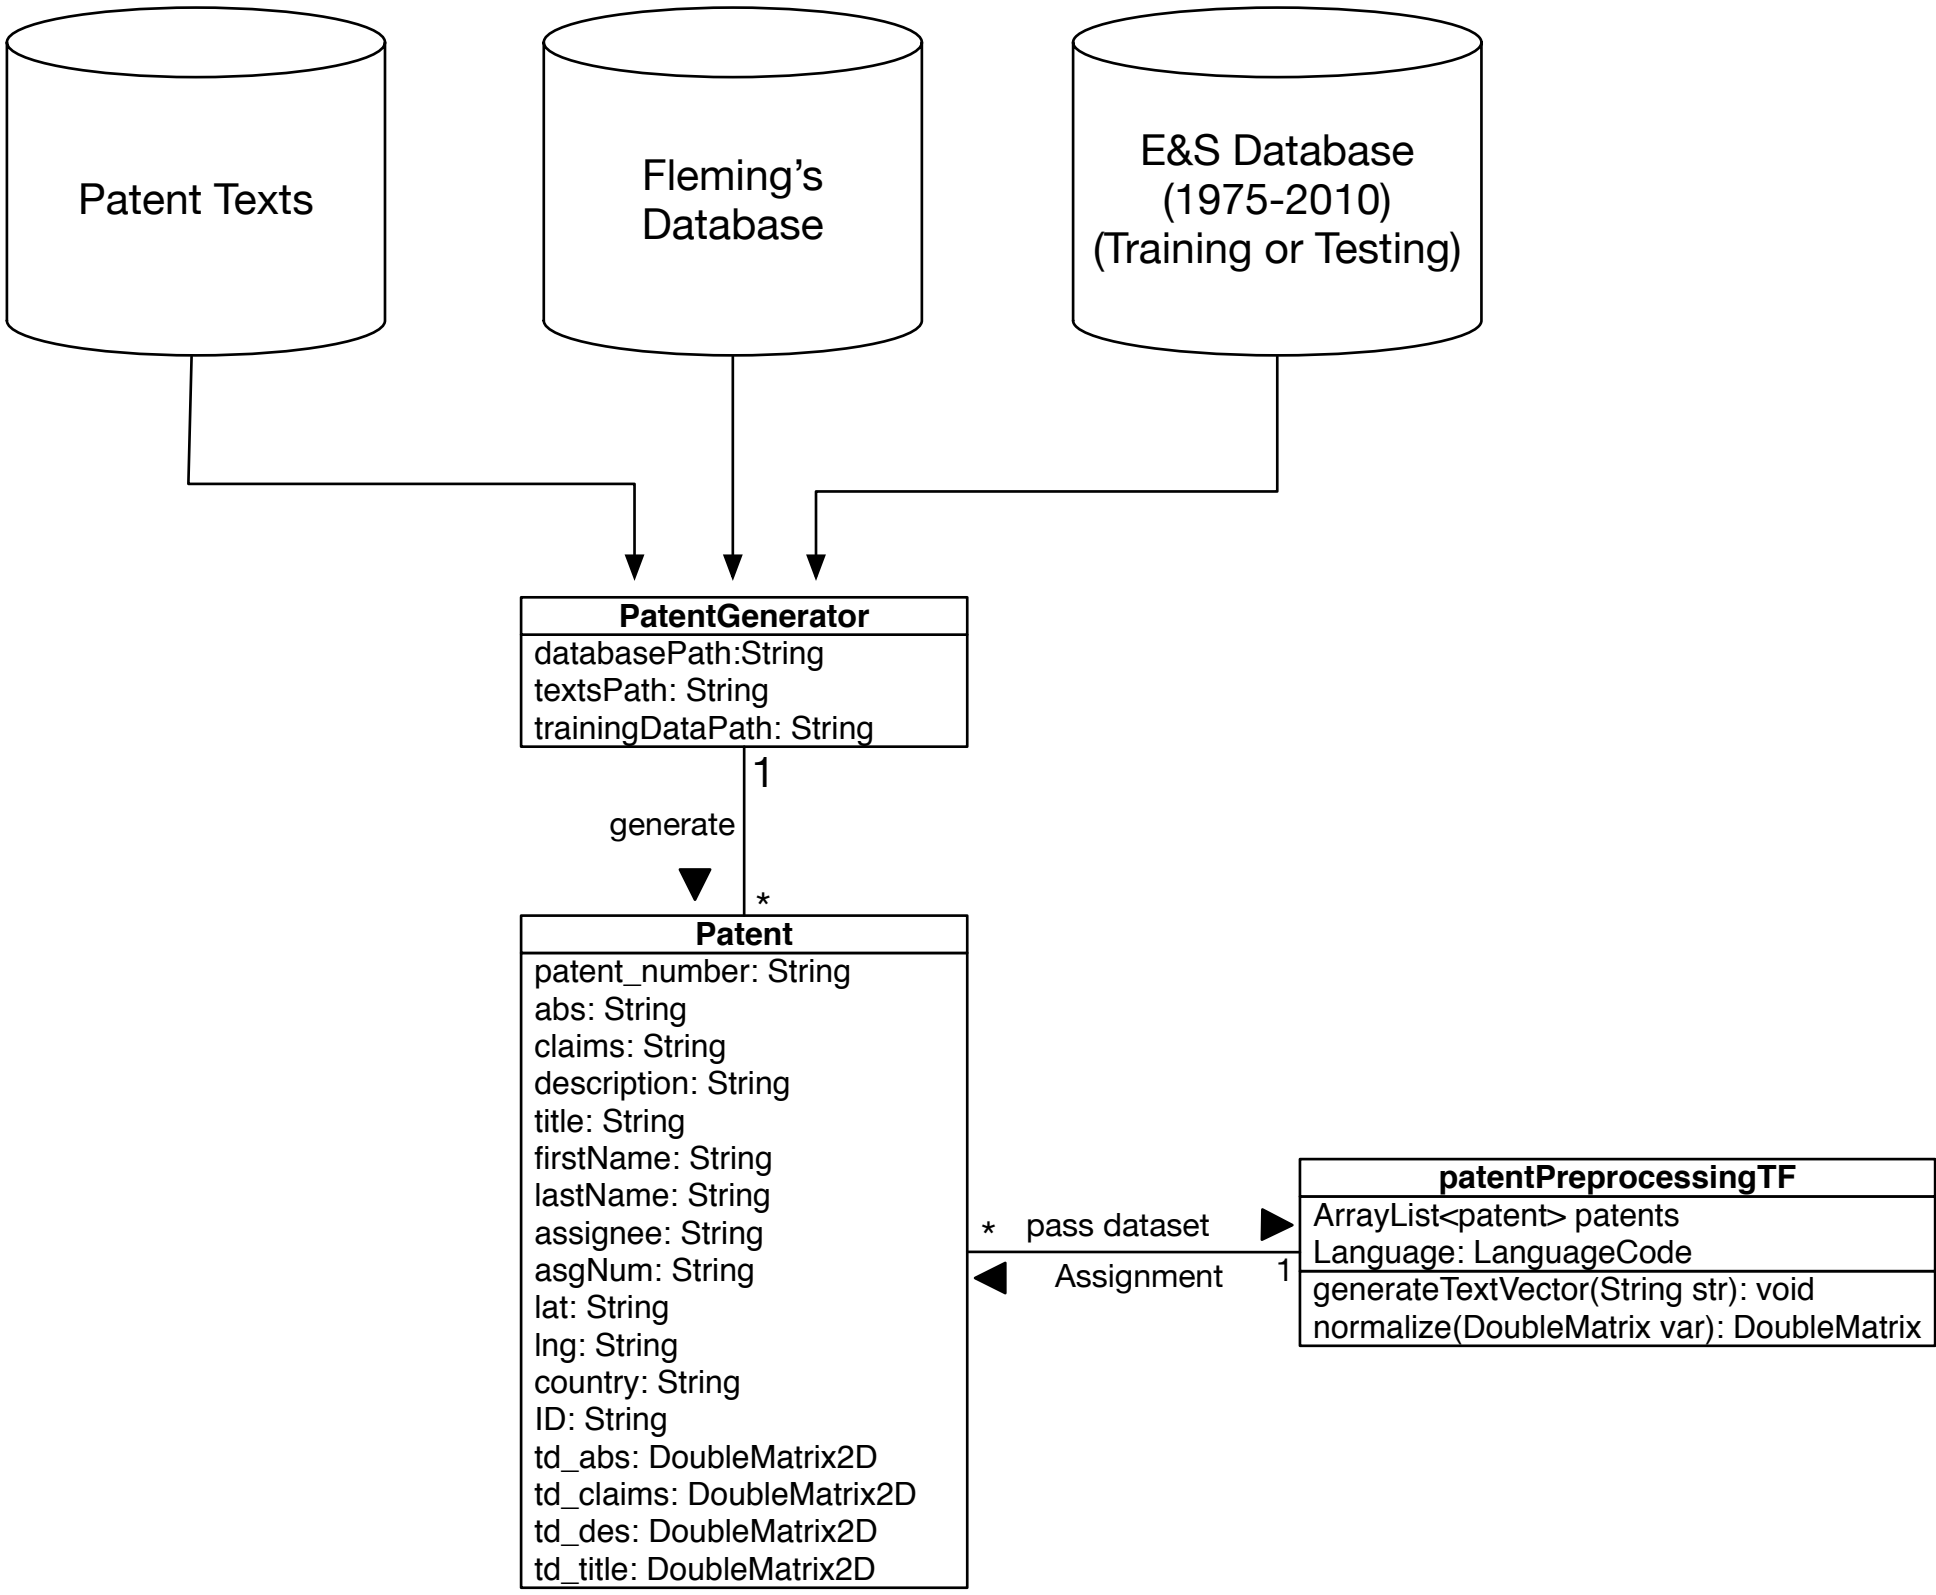 Patent Texts
Fleming’s
Database
E&S Database
(1975-2010)
(Training or Testing)
PatentGenerator
databasePath:String
textsPath: String
trainingDataPath: String
1
generate
*
Patent
patent_number: String
abs: String
claims: String
description: String
title: String
firstName: String
lastName: String
assignee: String
asgNum: String
lat: String
lng: String
country: String
ID: String
td_abs: DoubleMatrix2D
td_claims: DoubleMatrix2D
td_des: DoubleMatrix2D
td_title: DoubleMatrix2D
* pass dataset
Assignment 1
patentPreprocessingTF
ArrayList<patent> patents
Language: LanguageCode
generateTextVector(String str): void
normalize(DoubleMatrix var): DoubleMatrix